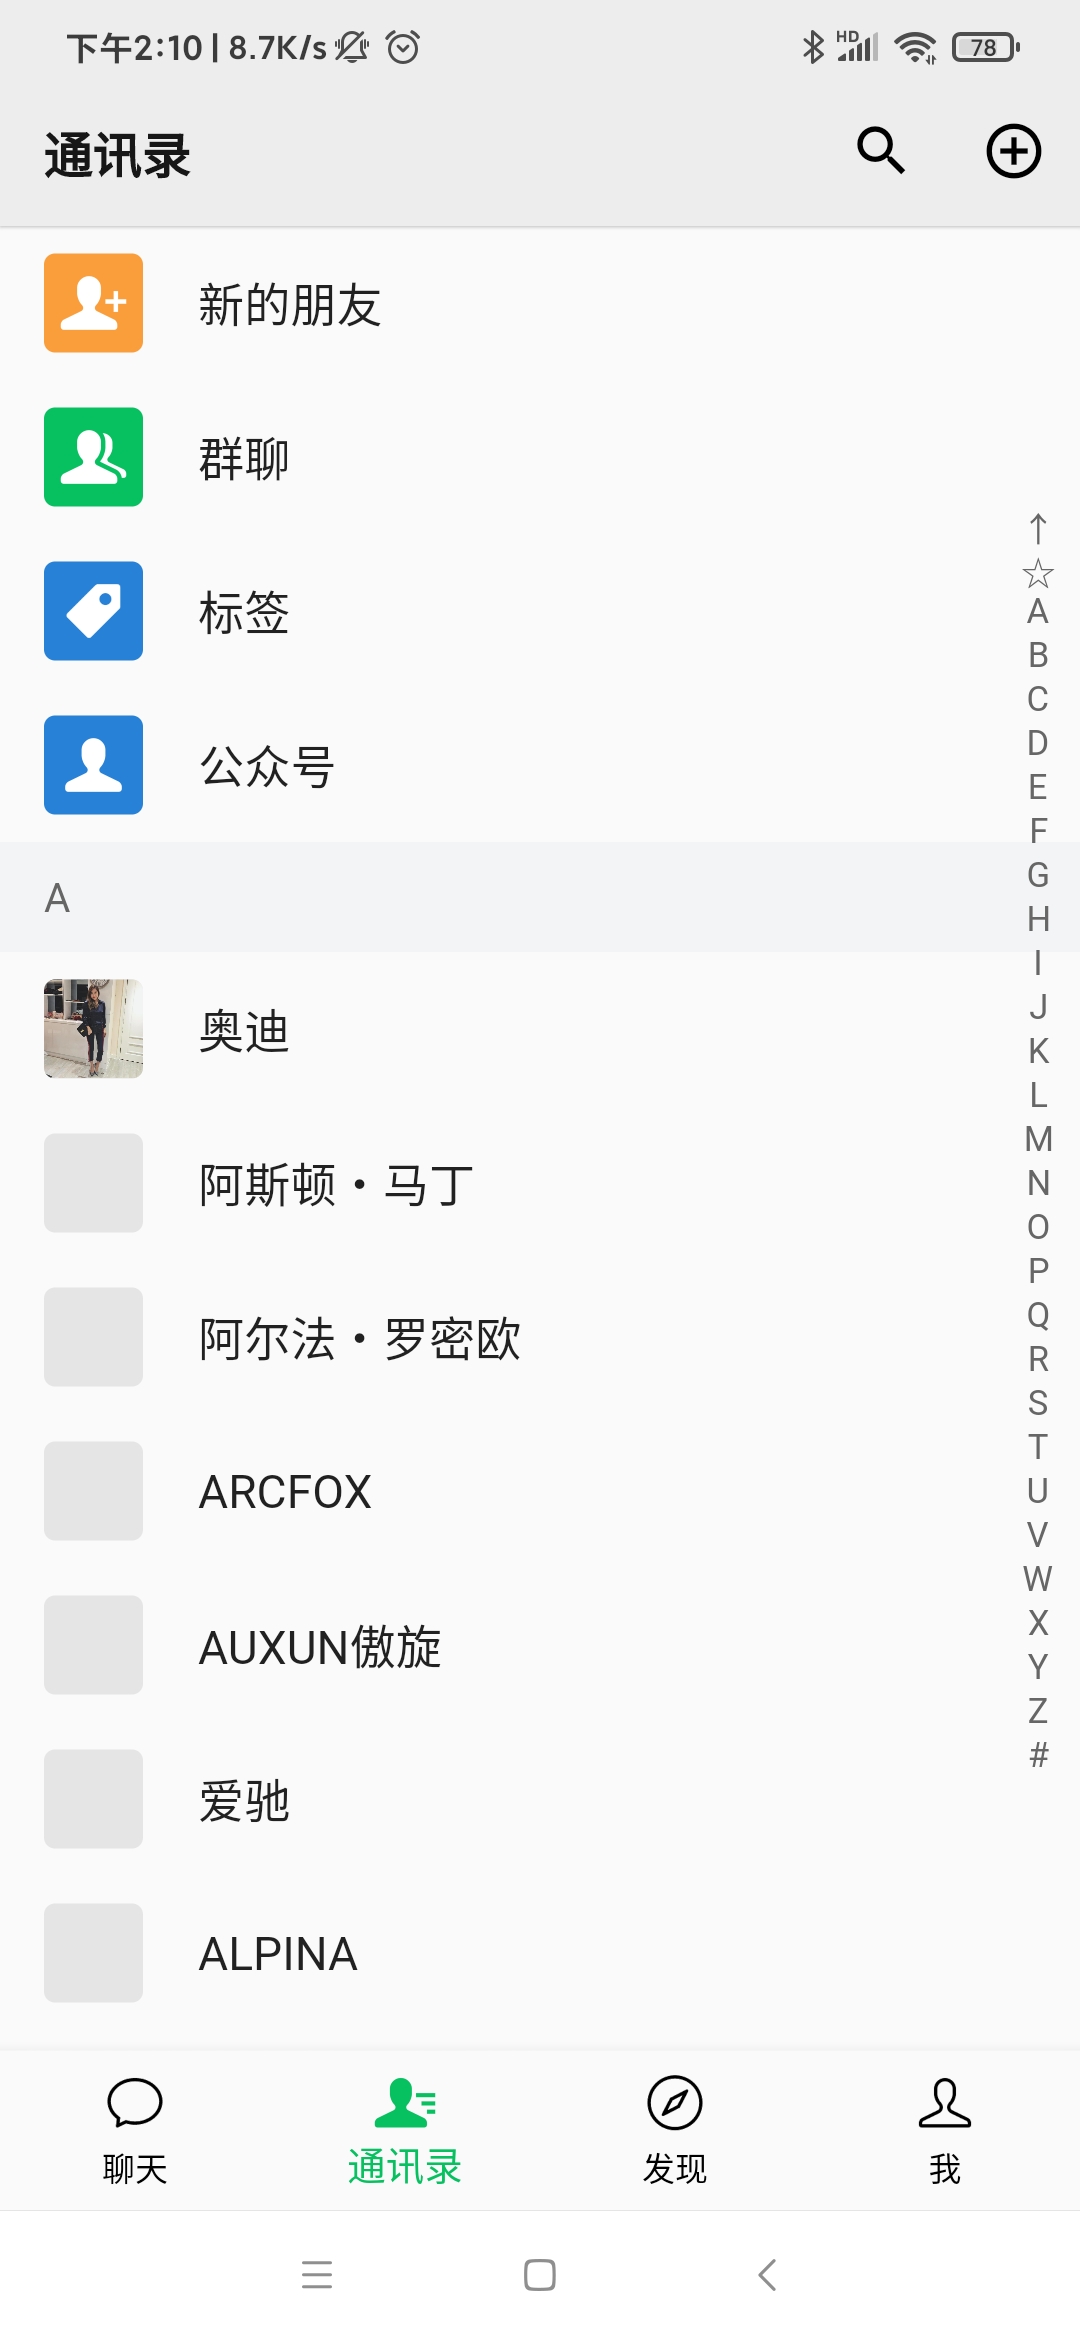 下午2:10 | 8.7K/s
HD
78
通讯录
新的朋友
群聊
标签
公众号
↑
☆
A
B
C
D
E
F
G
H
I
J
K
L
M
N
O
P
Q
R
S
T
U
V
W
X
Y
Z
#
A
奥迪
阿斯顿·马丁
阿尔法·罗密欧
ARCFOX
AUXUN傲旋
爱驰
ALPINA
聊天
通讯录
发现
我